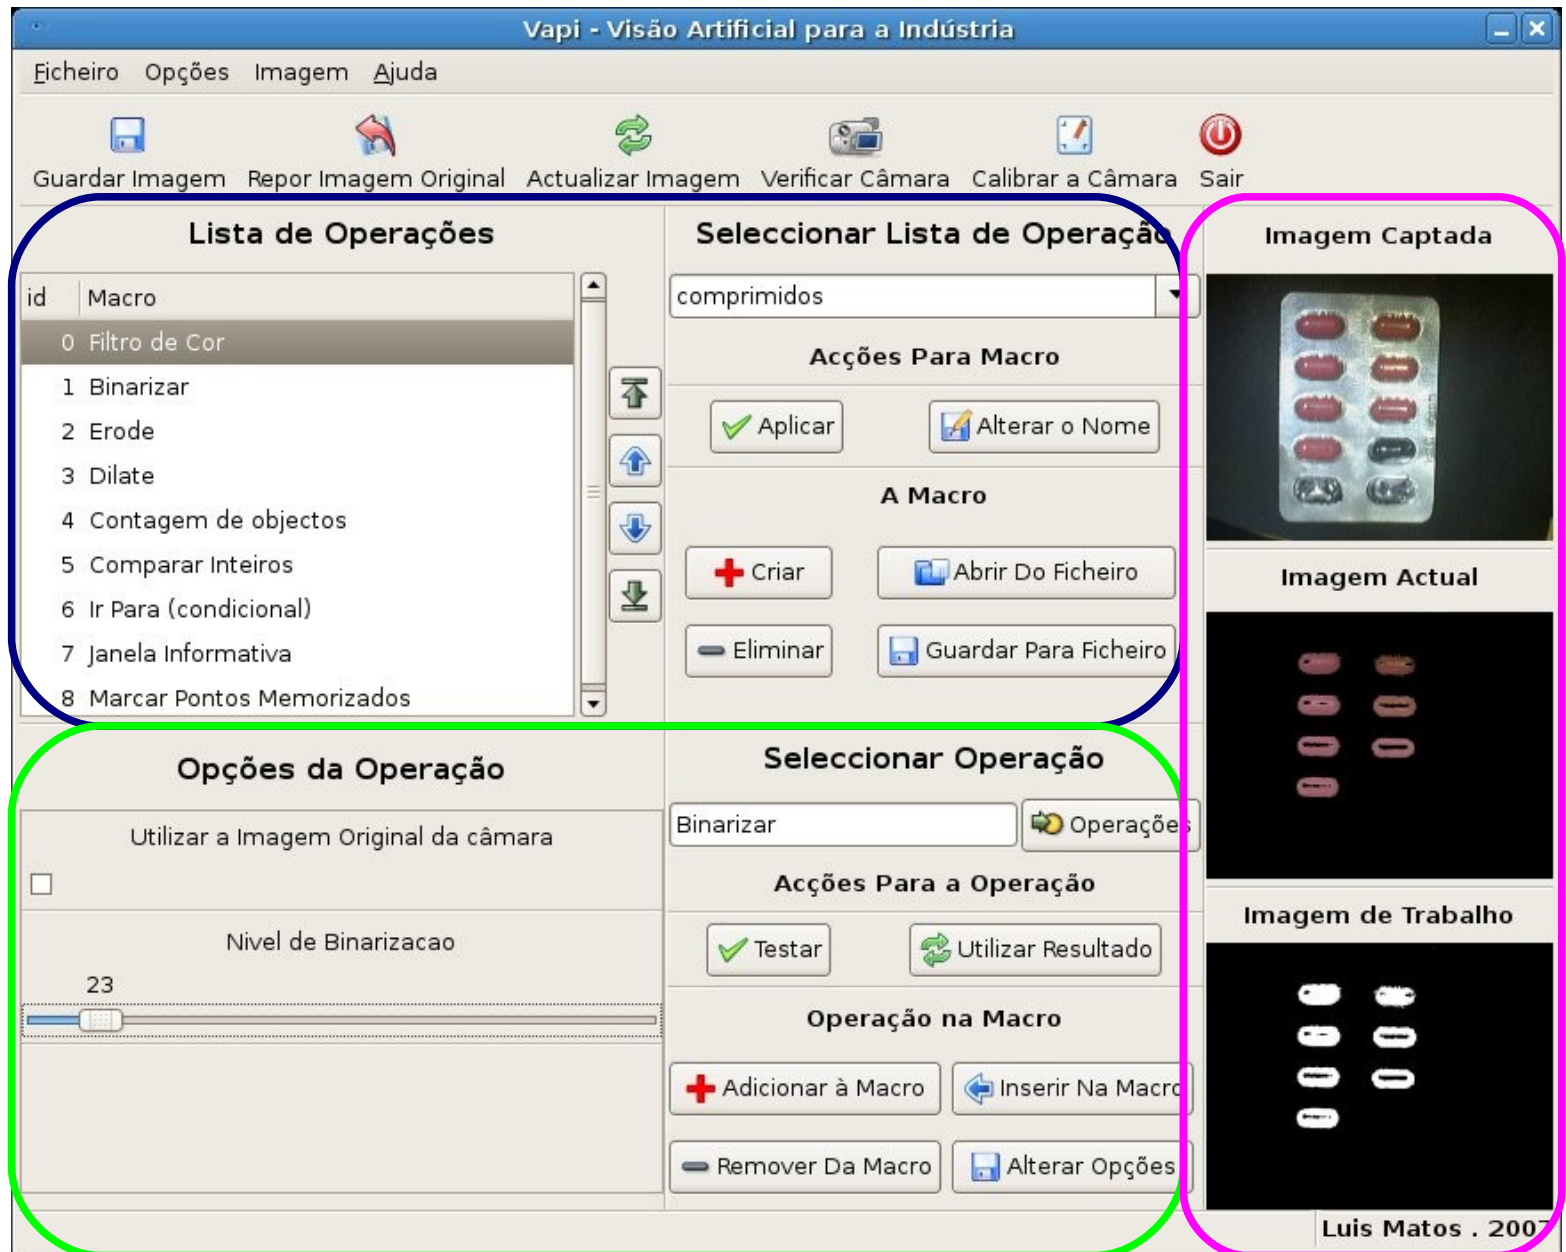 Vapi - Visão Artificial para a Indústria
Ficheiro Opções Imagem Ajuda
Guardar Imagem Repor Imagem Original Actualizar Imagem Verificar Câmara Calibrar a Câmara Sair
Lista de Operações
id Macro
0 Filtro de Cor
1 Binarizar
2 Erode
3 Dilate
4 Contagem de objectos
5 Comparar Inteiros
6 Ir Para (condicional)
7 Janela Informativa
8 Marcar Pontos Memorizados
Seleccionar Lista de Operação
comprimidos
Acções Para Macro
Aplicar Alterar o Nome
A Macro
Criar Abrir Do Ficheiro
Eliminar Guardar Para Ficheiro
Opções da Operação
Utilizar a Imagem Original da câmara
Nivel de Binarizacao
23
Seleccionar Operação
Binarizar Operações
Acções Para a Operação
Testar Utilizar Resultado
Operação na Macro
Adicionar à Macro Inserir Na Macro
Remover Da Macro Alterar Opções
Imagem Captada
Imagem Actual
Imagem de Trabalho
Luis Matos . 2007